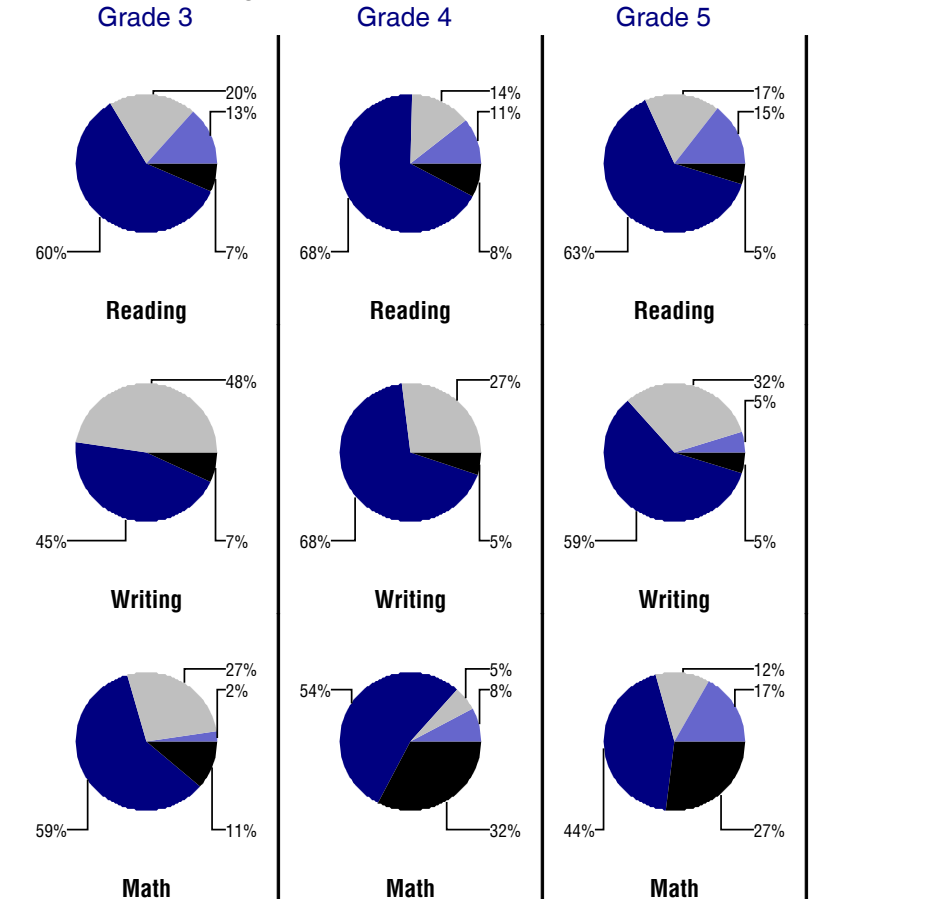 Grade 3 Grade 4 Grade 5
20% 14% 17%
13% 11% 15%
60% 7% 68% 8% 63% 5%
Reading Reading Reading
48% 27% 32%
5%
45% 7% 68% 5% 59% 5%
Writing Writing Writing
27% 5% 12%
2% 54% 8% 17%
59% 11% 32% 44% 27%
Math Math Math